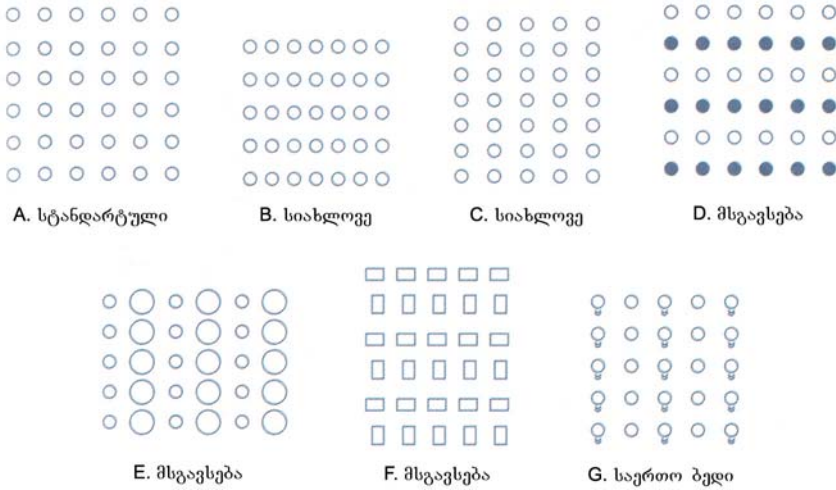 A. სტანდარტული
B. სიახლოვე
C. სიახლოვე
D. მსგავსება
E. მსგავსება
F. მსგავსება
G. საერთო ბედი